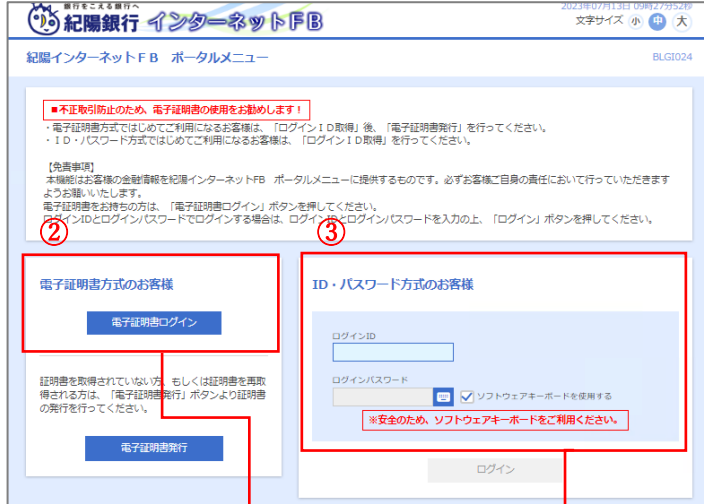 銀行をこえる銀行へ
紀陽銀行 インターネットFB
2023年07月13日 09時27分52秒
文字サイズ 小 中 大
紀陽インターネットＦＢ ポータルメニュー
BLGI024
■不正取引防止のため、電子証明書の使用をお勧めします！
・電子証明書方式ではじめてご利用になるお客様は、「ログインＩＤ取得」後、「電子証明書発行」を行ってください。
・ＩＤ・パスワード方式ではじめてご利用になるお客様は、「ログインＩＤ取得」を行ってください。
【免責事項】
本機能はお客様の金融情報を紀陽インターネットFB ポータルメニューに提供するものです。必ずお客様ご自身の責任において行っていただきます
ようお願いいたします。
電子証明書をお持ちの方は、「電子証明書ログイン」ボタンを押してください。
ログインIDとログインパスワードでログインする場合は、ログインIDとログインパスワードを入力の上、「ログイン」ボタンを押してください。
②
③
電子証明書方式のお客様
電子証明書ログイン
証明書を取得されていない方、もしくは証明書を再取
得される方は、「電子証明書発行」ボタンより証明書
の発行を行ってください。
電子証明書発行
ID・パスワード方式のお客様
ログインID
ログインパスワード
ソフトウェアキーボードを使用する
※安全のため、ソフトウェアキーボードをご利用ください。
ログイン